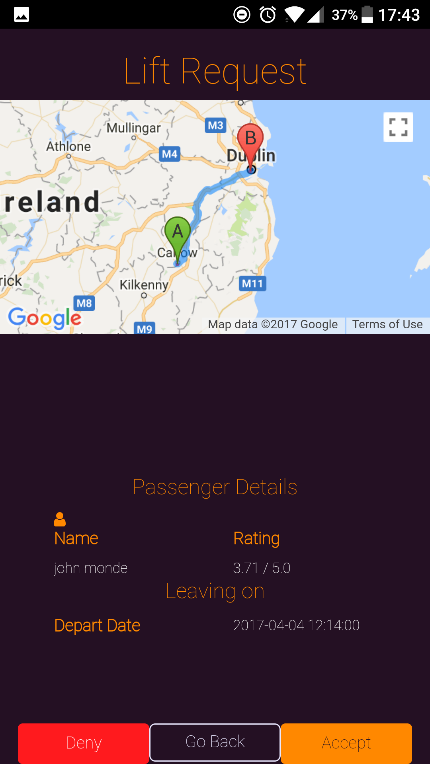 37% 17:43
Lift Request
Mullingar
M3
Athlone
M4
B
Dublin
reland
A
Carlow
rick
Kilkenny
M11
M8
M9
Google
Map data ©2017 Google Terms of Use
Passenger Details
Name Rating
john monde 3.71 / 5.0
Leaving on
Depart Date 2017-04-04 12:14:00
Deny Go Back Accept